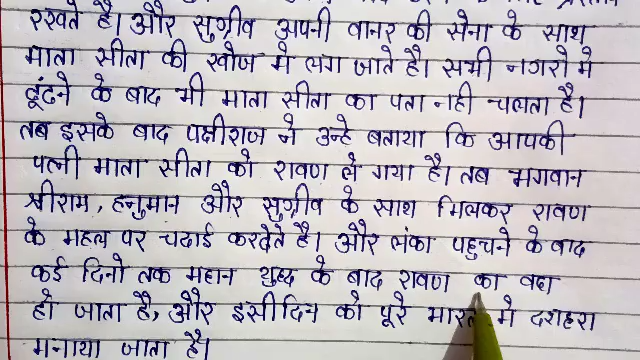 रखते है। और सुग्रीव अपनी वानर की सेना के साथ
माता सीता की खोज मे लग जाते है। सभी नगरो मे
ढूंढने के बाद भी माता सीता का पता नही चलता है।
तब इसके बाद पक्षीराज ने उन्हे बताया कि आपकी
पत्नी माता सीता को रावण ले गया है। तब भगवान
श्रीराम, हनुमान और सुग्रीव के साथ मिलकर रावण
के महल पर चढाई करदेते है। और लंका पहुचने के बाद
कई दिनो तक महान युध्द के बाद रावण का वध
हो जाता है, और इसीदिन को पूरे भारत मे दशहरा
मनाया जाता है।